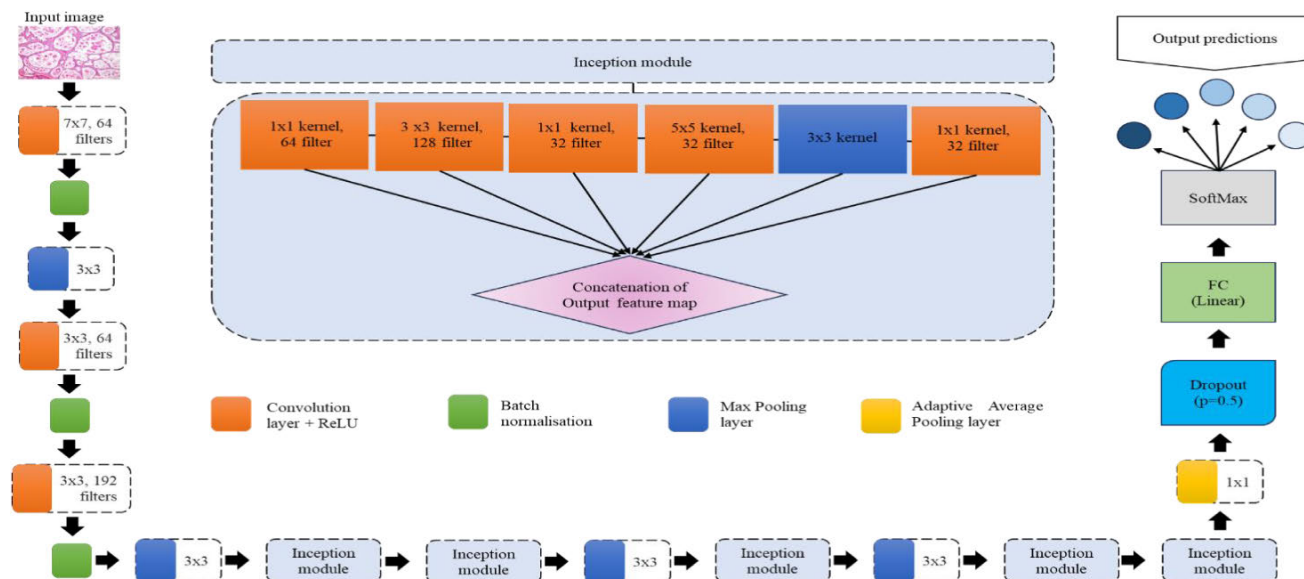 Input image
7x7, 64
filters
3x3
3x3, 64
filters
3x3, 192
filters
Inception module
1x1 kernel,
64 filter
3 x3 kernel,
128 filter
1x1 kernel,
32 filter
5x5 kernel,
32 filter
3x3 kernel
1x1 kernel,
32 filter
Concatenation of
Output feature map
Convolution
layer + ReLU
Batch
normalisation
Max Pooling
layer
Adaptive Average
Pooling layer
3x3
Inception
module
Inception
module
3x3
Inception
module
3x3
Inception
module
Inception
module
1x1
Dropout
(p=0.5)
FC
(Linear)
SoftMax
Output predictions